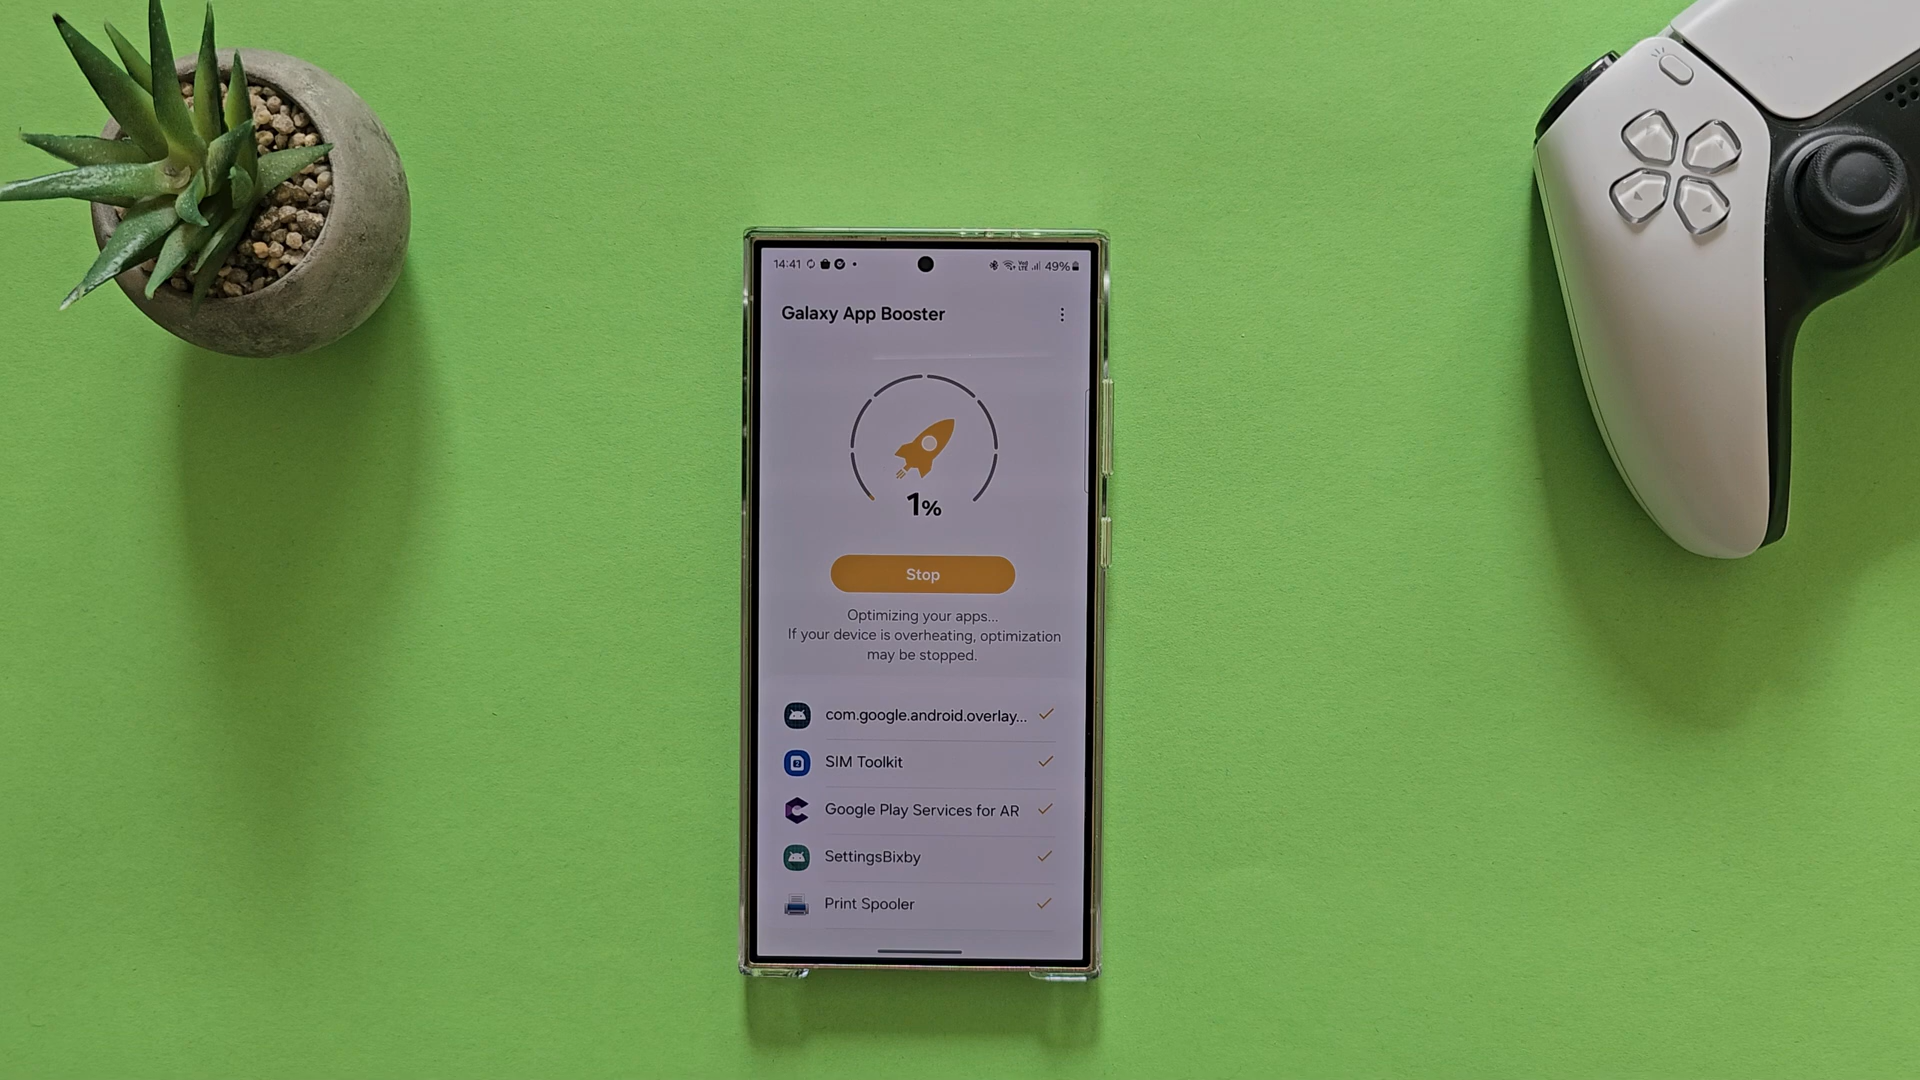 14:41 49%
Galaxy App Booster
1%
Stop
Optimizing your apps...
If your device is overheating, optimization
may be stopped.
com.google.android.overlay...
SIM Toolkit
Google Play Services for AR
SettingsBixby
Print Spooler